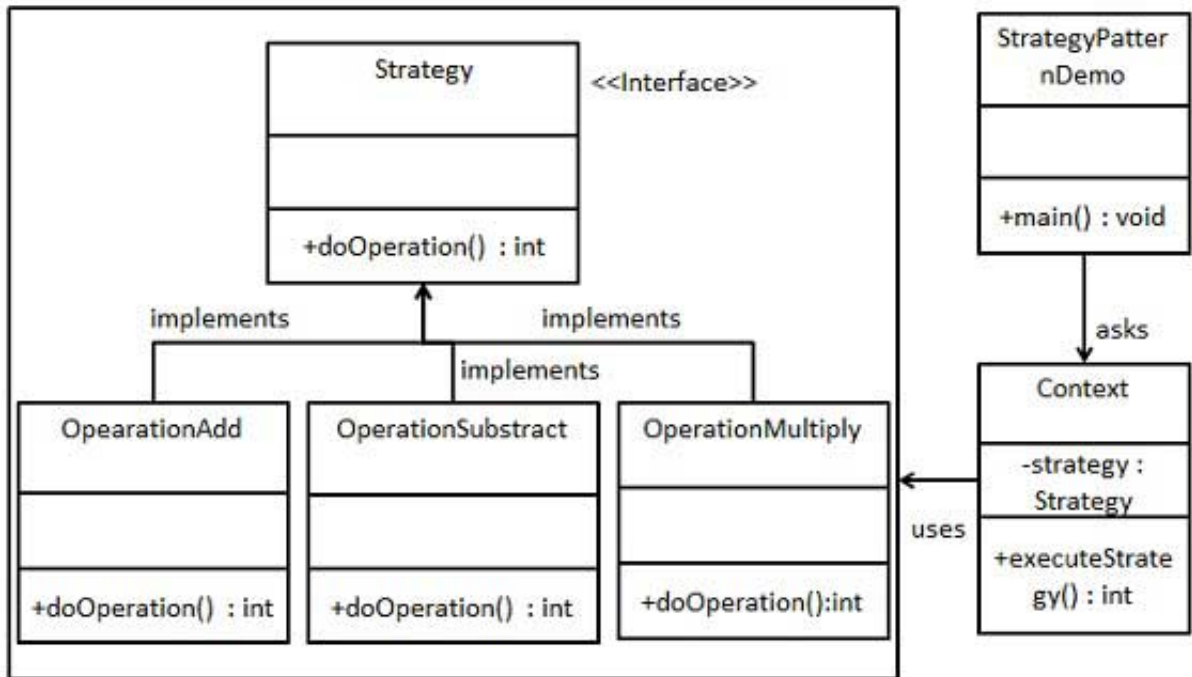 Strategy
<<Interface>>
+doOperation() : int
implements
implements
implements
OpearationAdd
+doOperation() : int
OperationSubstract
+doOperation() : int
OperationMultiply
+doOperation():int
StrategyPatter
nDemo
+main() : void
asks
Context
-strategy :
Strategy
+executeStrate
gy() : int
uses